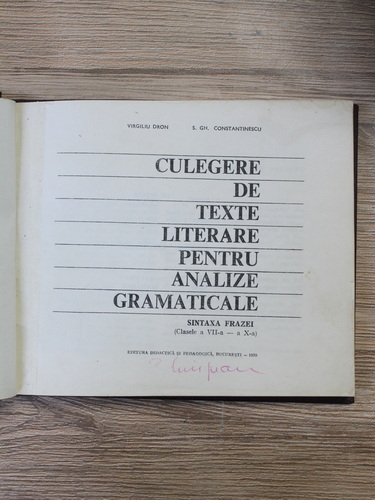 VIRGILIU DRON S. GH. CONSTANTINESCU
CULEGERE
DE
TEXTE
LITERARE
PENTRU
ANALIZE
GRAMATICALE
SINTAXA FRAZEI
(Clasele a VII-a — a X-a)
EDITURA DIDACTICĂ ȘI PEDAGOGICĂ, BUCUREȘTI —